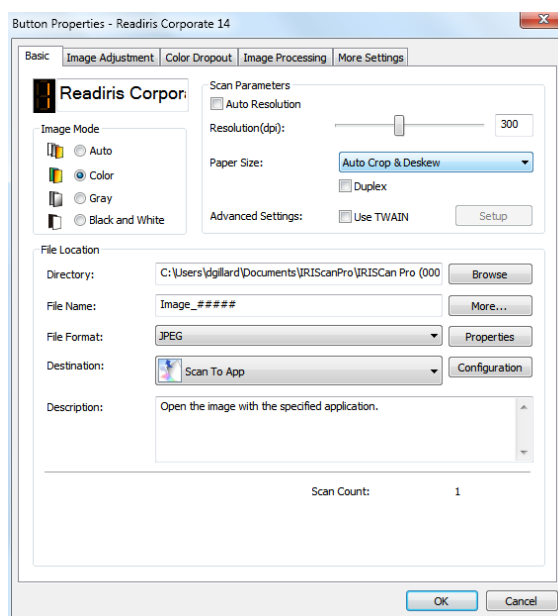 Button Properties - Readiris Corporate 14
Basic Image Adjustment Color Dropout Image Processing More Settings
Readiris Corpor
Image Mode
Auto
Color
Gray
Black and White
Scan Parameters
Auto Resolution
Resolution(dpi): 300
Paper Size: Auto Crop & Deskew
Duplex
Advanced Settings: Use TWAIN Setup
File Location
Directory: C:\Users\dgillard\Documents\IRIScanPro\IRISCan Pro (000 Browse
File Name: Image_##### More...
File Format: JPEG Properties
Destination: Scan To App Configuration
Description: Open the image with the specified application.
Scan Count: 1
OK Cancel